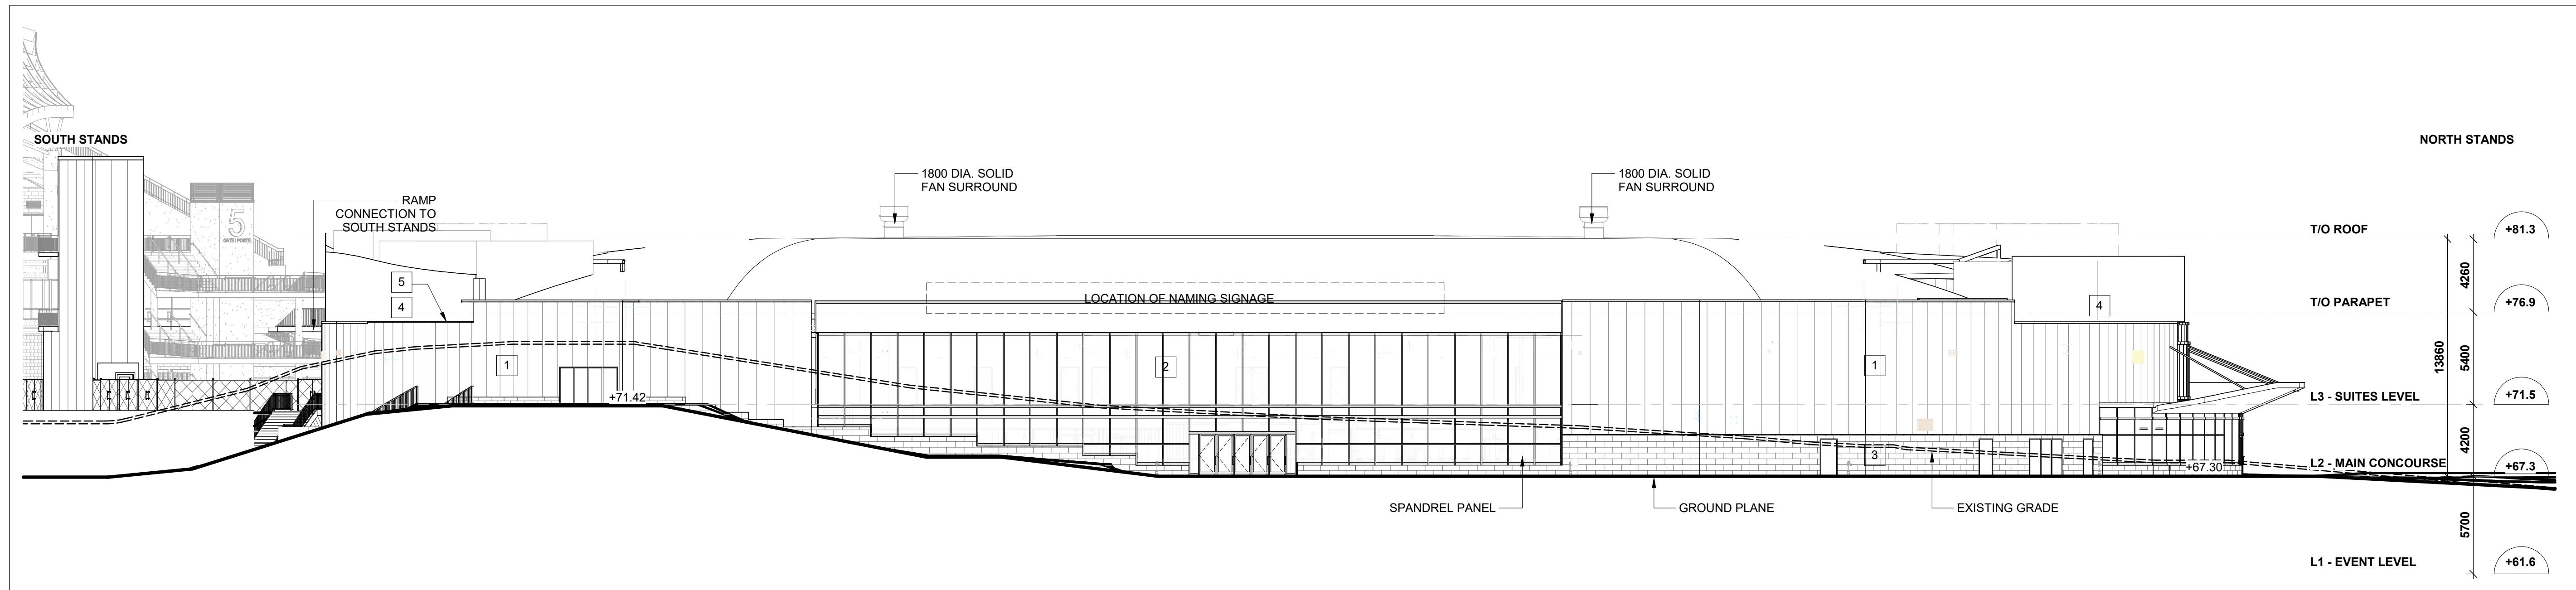 SOUTH STANDS
NORTH STANDS
1800 DIA. SOLID
FAN SURROUND
1800 DIA. SOLID
FAN SURROUND
RAMP
CONNECTION TO
SOUTH STANDS
5
GATE | PORTE
T/O ROOF
+81.3
5
4
LOCATION OF NAMING SIGNAGE
4
4260
T/O PARAPET
+76.9
1
2
1
13860
5400
+71.42
L3 - SUITES LEVEL
+71.5
3
4200
+67.30
L2 - MAIN CONCOURSE
+67.3
SPANDREL PANEL
GROUND PLANE
EXISTING GRADE
5700
L1 - EVENT LEVEL
+61.6